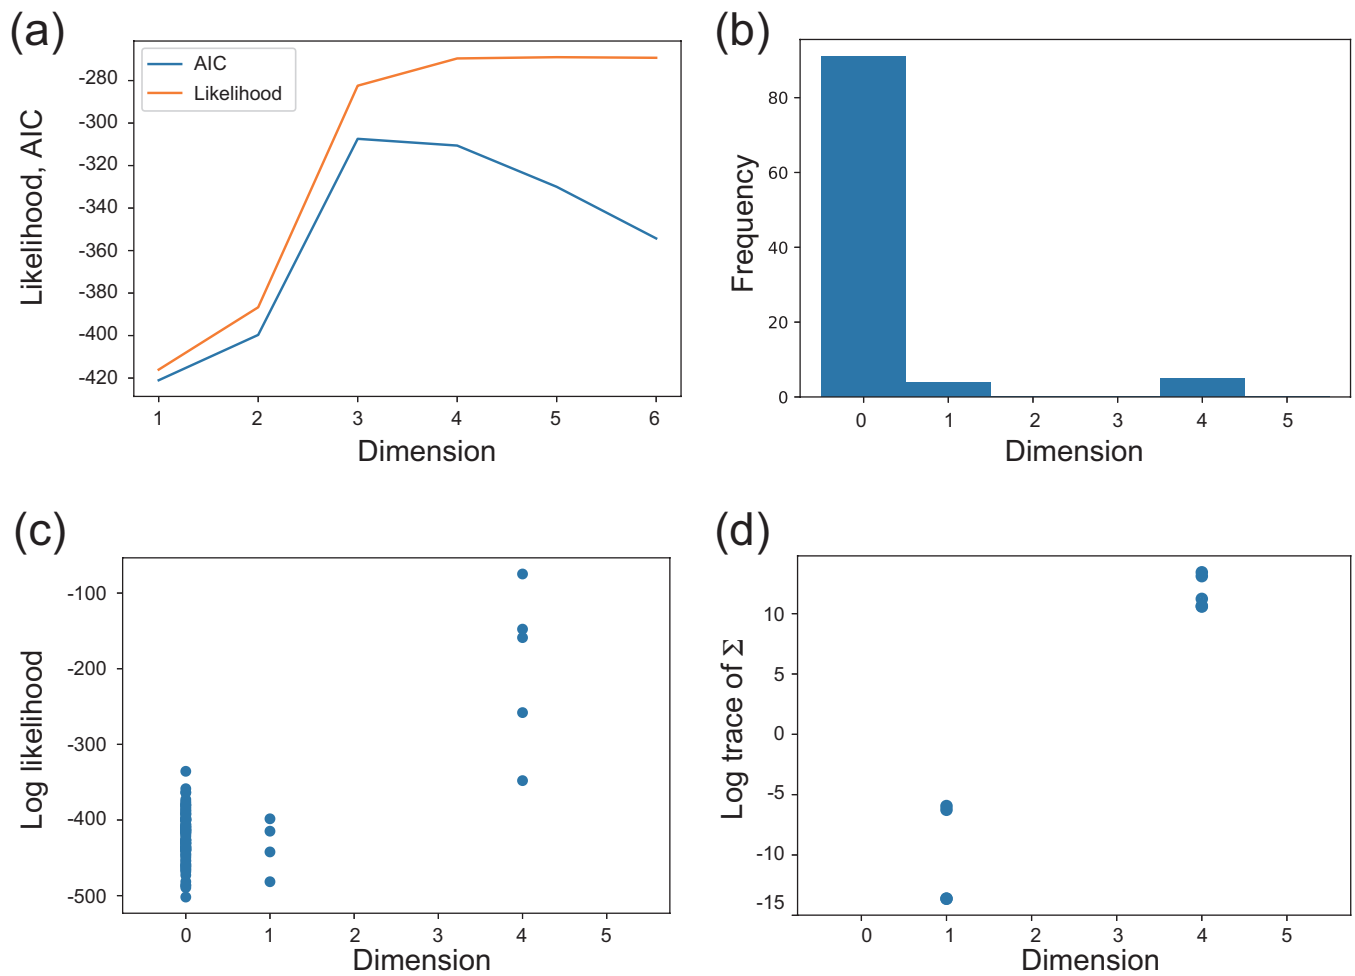 (a)
Likelihood, AIC
AIC
Likelihood
-280
-300
-320
-340
-360
-380
-400
-420
1 2 3 4 5 6
Dimension
(b)
Frequency
80
60
40
20
0
0 1 2 3 4 5
Dimension
(c)
Log likelihood
-100
-200
-300
-400
-500
0 1 2 3 4 5
Dimension
(d)
Log trace of Σ
10
5
0
-5
-10
-15
0 1 2 3 4 5
Dimension